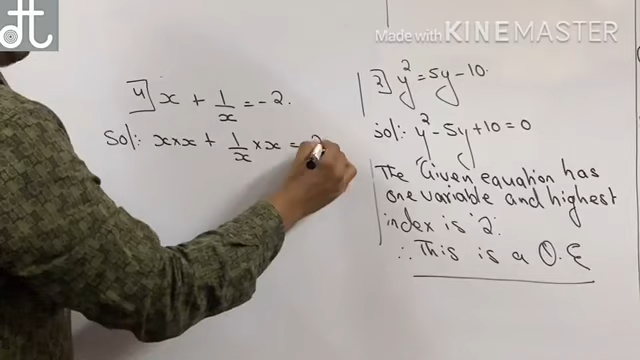 Made with KINEMASTER
4] x + 1/x = -2.
Sol:. x×x + 1/x × x =
2] y² = 5y - 10.
sol:. y² - 5y + 10 = 0
The Given equation has
one variable and highest
index is '2'.
∴ This is a Q.E